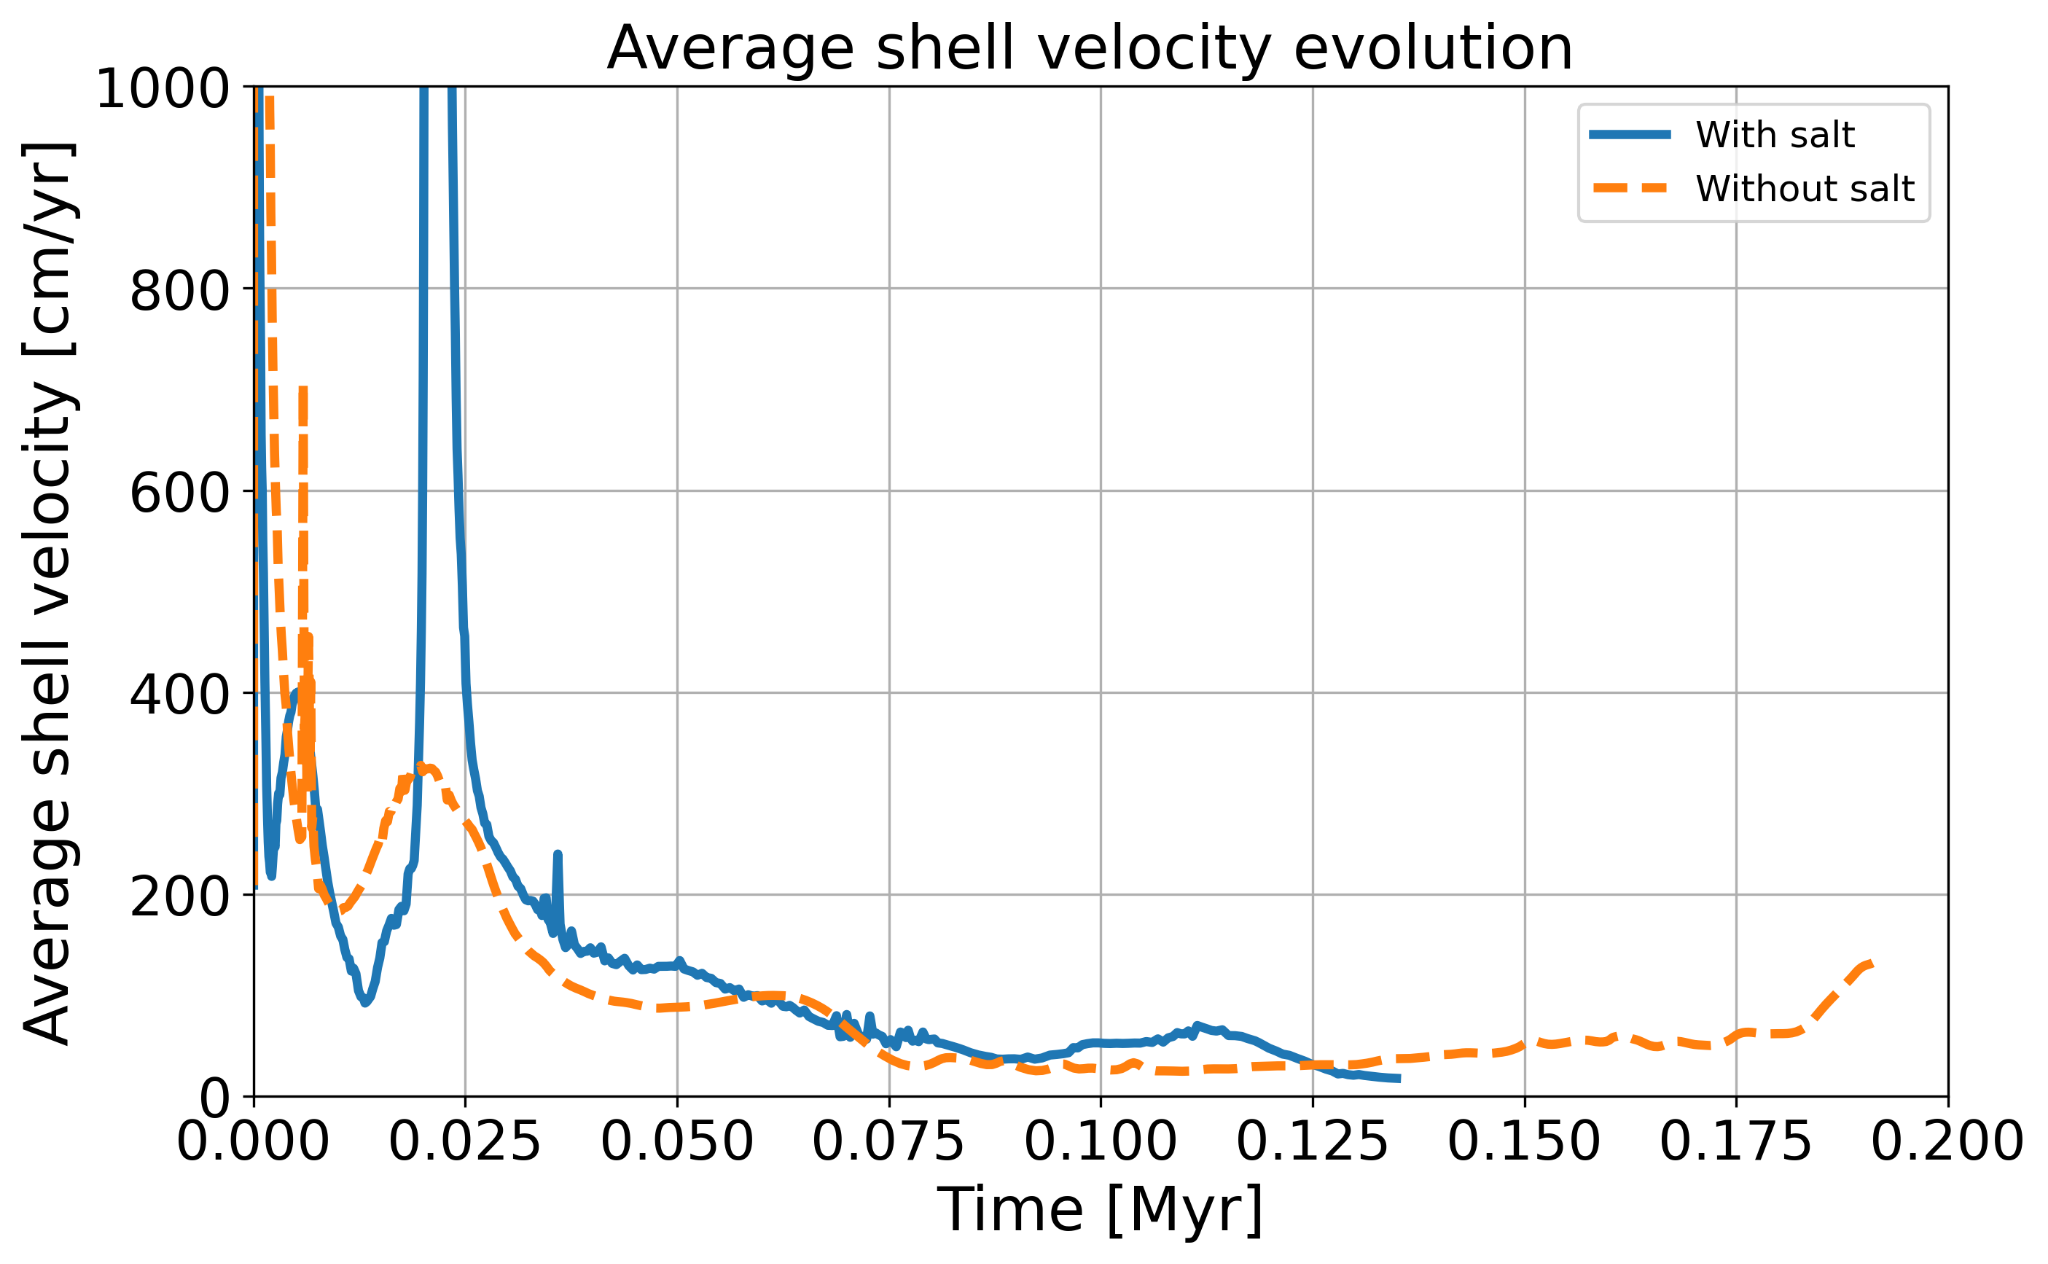 Average shell velocity evolution
Average shell velocity [cm/yr]
1000
800
600
400
200
0
With salt
Without salt
0.000 0.025 0.050 0.075 0.100 0.125 0.150 0.175 0.200
Time [Myr]